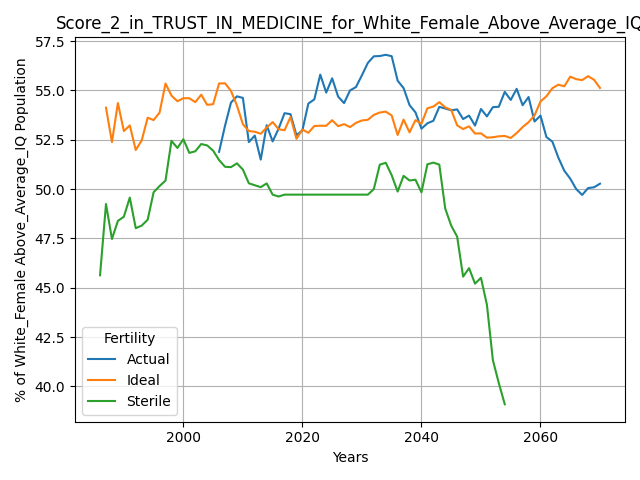 Score_2_in_TRUST_IN_MEDICINE_for_White_Female_Above_Average_IQ
% of White_Female Above_Average_IQ Population
57.5
55.0
52.5
50.0
47.5
45.0
42.5
40.0
Fertility
Actual
Ideal
Sterile
2000
2020
2040
2060
Years